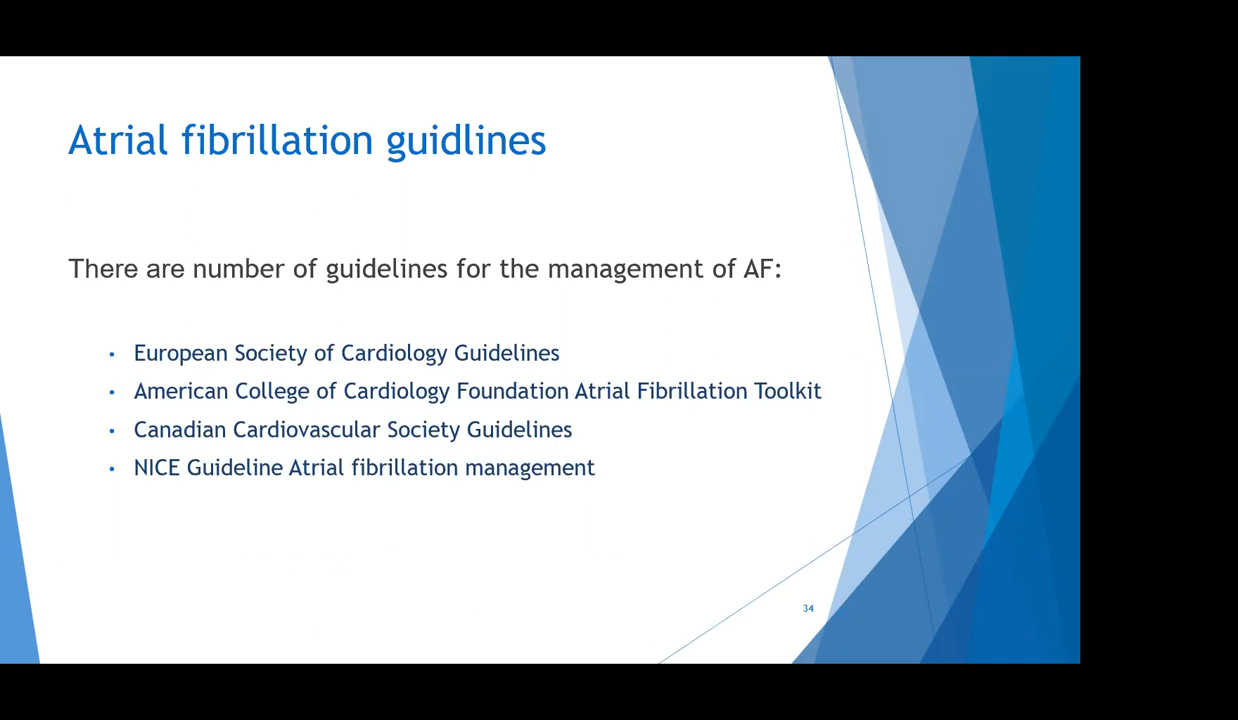 Atrial fibrillation guidlines
There are number of guidelines for the management of AF:
• European Society of Cardiology Guidelines
• American College of Cardiology Foundation Atrial Fibrillation Toolkit
• Canadian Cardiovascular Society Guidelines
• NICE Guideline Atrial fibrillation management
34